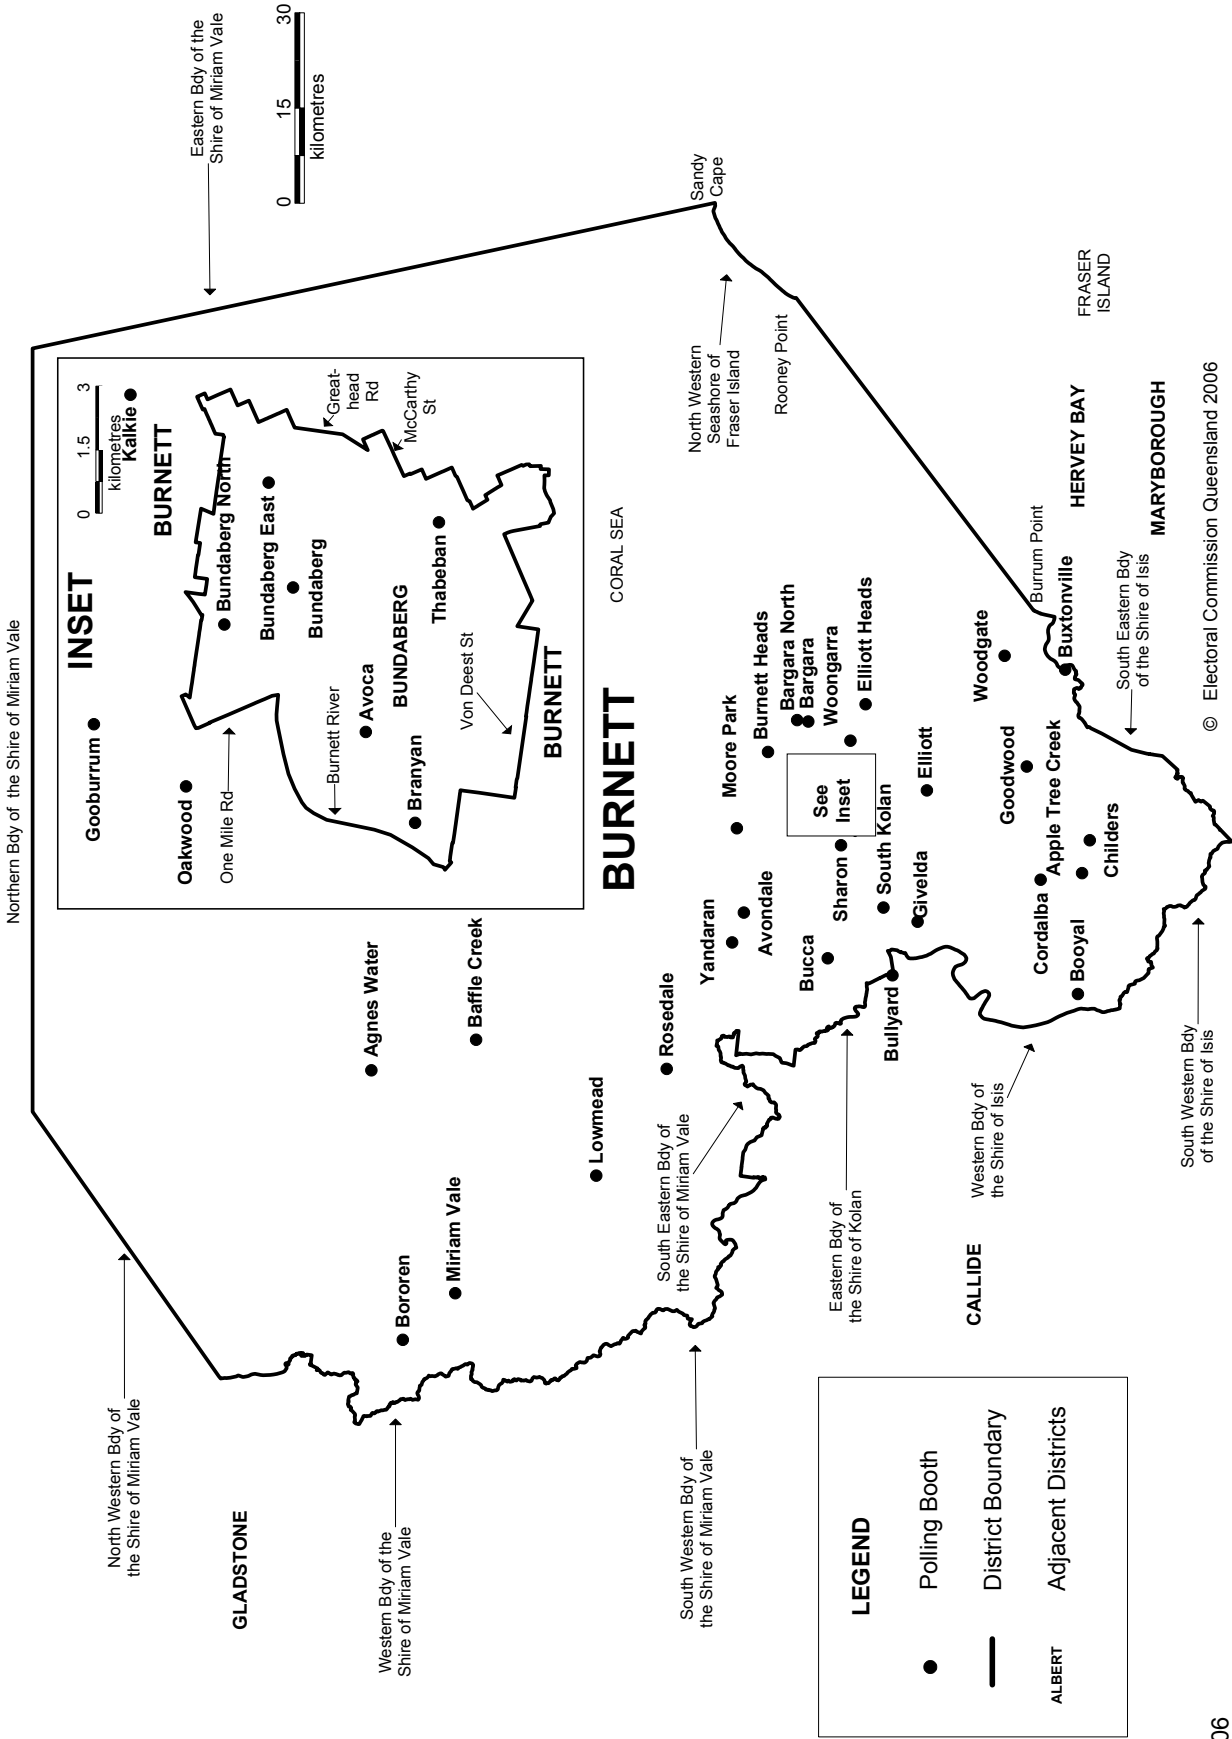 Northern Bdy of the Shire of Miriam Vale
Eastern Bdy of the
Shire of Miriam Vale
0 15 30
kilometres
North Western Bdy of
the Shire of Miriam Vale
GLADSTONE
Western Bdy of the
Shire of Miriam Vale
South Western Bdy of
the Shire of Miriam Vale
INSET
0 1.5 3
kilometres
Gooburrum
Kalkie
BURNETT
Oakwood
One Mile Rd
Bundaberg North
Bundaberg East
Bundaberg
Great-
head
Rd
McCarthy
St
Burnett River
Avoca
BUNDABERG
Branyan
Thabeban
Von Deest St
BURNETT
Agnes Water
Bororen
Miriam Vale
Baffle Creek
Lowmead
Rosedale
BURNETT
CORAL SEA
Sandy
Cape
North Western
Seashore of
Fraser Island
Rooney Point
South Eastern Bdy of
the Shire of Miriam Vale
Yandaran
Avondale
Moore Park
Burnett Heads
Bargara North
Bargara
Woongarra
Elliott Heads
See
Inset
Bucca
Sharon
South Kolan
Bullyard
Givelda
Elliott
Eastern Bdy of
the Shire of Kolan
CALLIDE
Western Bdy of
the Shire of Isis
Woodgate
Goodwood
Burrum Point
Buxtonville
Cordalba
Apple Tree Creek
Booyal
Childers
FRASER
ISLAND
HERVEY BAY
MARYBOROUGH
South Eastern Bdy
of the Shire of Isis
South Western Bdy
of the Shire of Isis
LEGEND
Polling Booth
District Boundary
ALBERT Adjacent Districts
© Electoral Commission Queensland 2006
06